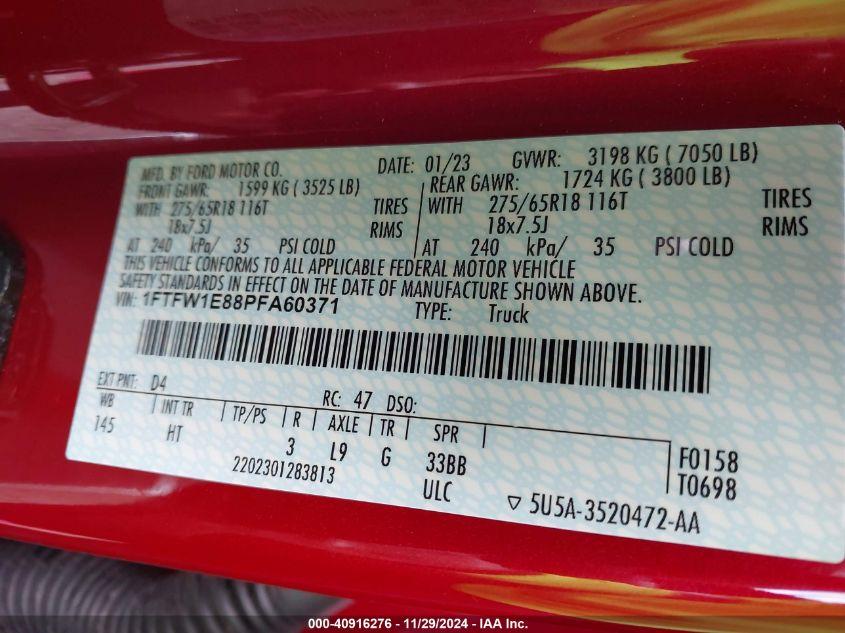 MFD. BY FORD MOTOR CO. DATE: 01/23 GVWR: 3198 KG ( 7050 LB)
FRONT GAWR: 1599 KG ( 3525 LB) REAR GAWR: 1724 KG ( 3800 LB)
WITH 275/65R18 116T TIRES WITH 275/65R18 116T TIRES
18x7.5J RIMS 18x7.5J RIMS
AT 240 kPa/ 35 PSI COLD AT 240 kPa/ 35 PSI COLD
THIS VEHICLE CONFORMS TO ALL APPLICABLE FEDERAL MOTOR VEHICLE
SAFETY STANDARDS IN EFFECT ON THE DATE OF MANUFACTURE SHOWN ABOVE.
VIN: 1FTFW1E88PFA60371 TYPE: Truck
EXT PNT: D4 RC: 47 DSO:
WB INT TR TP/PS R AXLE TR SPR
145 HT 3 L9 G 33BB F0158
2202301283813 ULC T0698
5U5A-3520472-AA
000-40916276 - 11/29/2024 - IAA Inc.